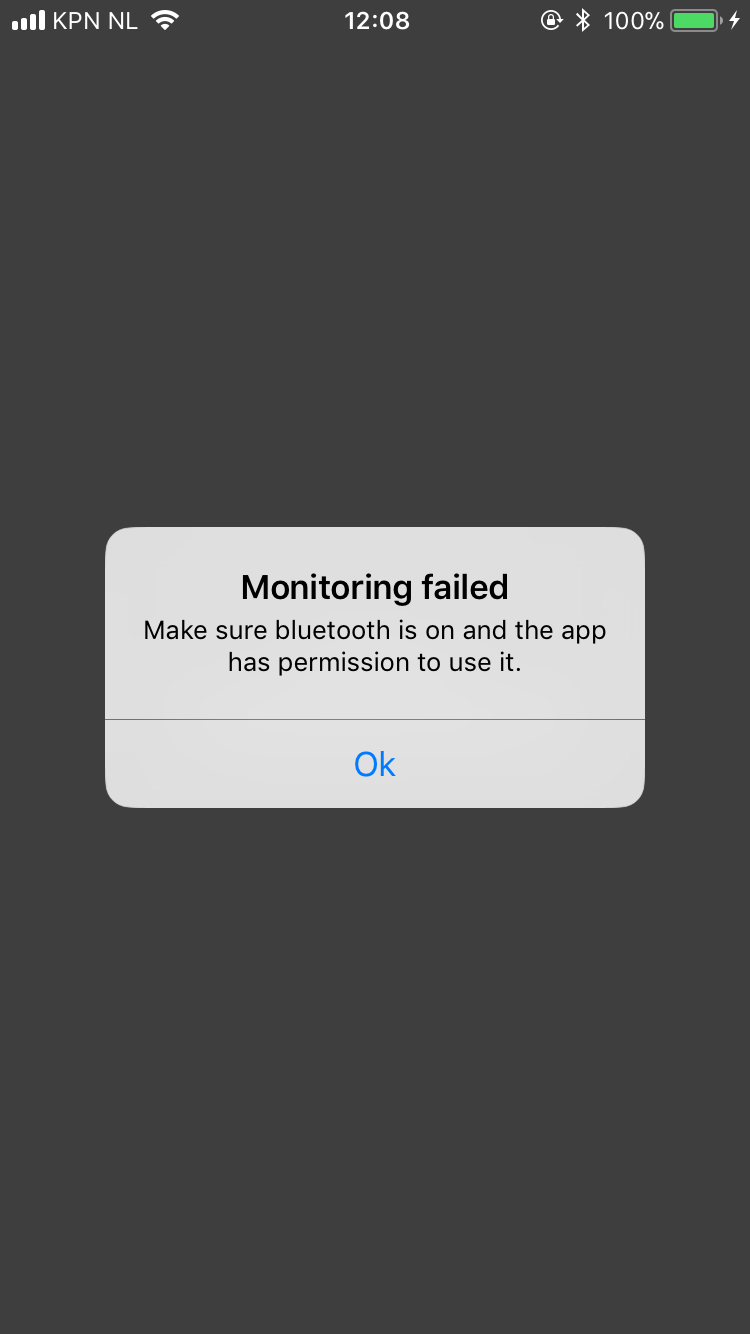 KPN NL 12:08 100%
Monitoring failed
Make sure bluetooth is on and the app
has permission to use it.
Ok